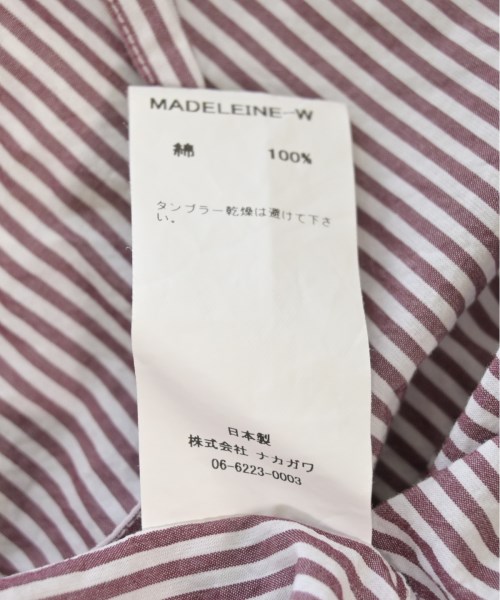 MADELEINE-W
綿 100%
タンブラー乾燥は避けて下さ
い。
日本製
株式会社 ナカガワ
06-6223-0003